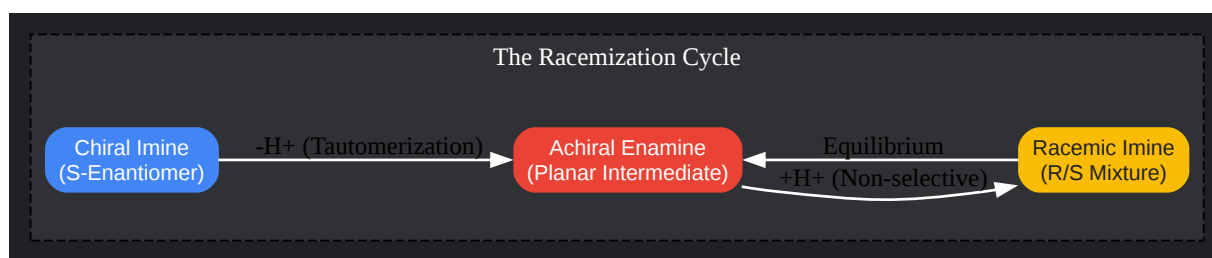 The Racemization Cycle
Chiral Imine
(S-Enantiomer)
-H+ (Tautomerization)
Achiral Enamine
(Planar Intermediate)
Equilibrium
+H+ (Non-selective)
Racemic Imine
(R/S Mixture)